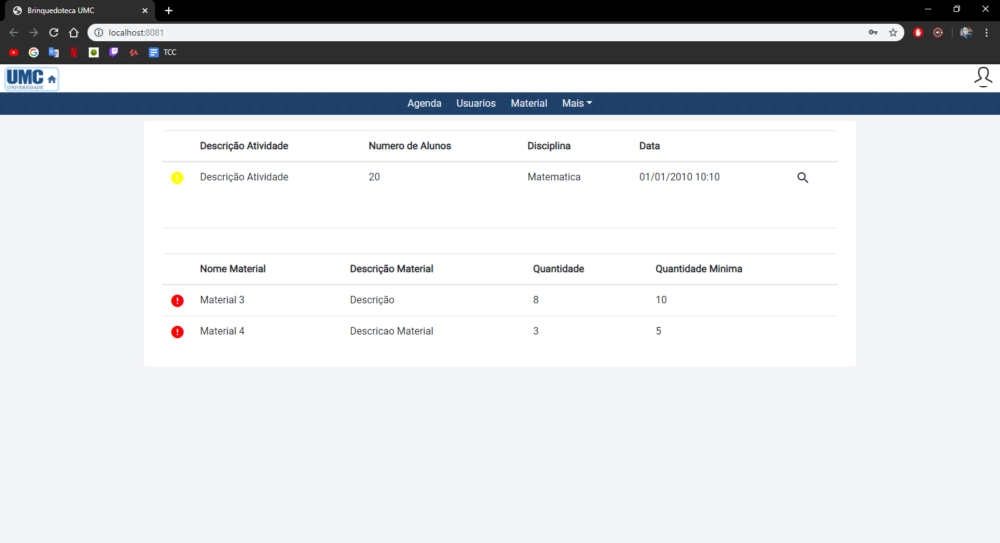 Brinquedoteca UMC
localhost:8081
TCC
UMC
UNIVERSIDADE
Agenda Usuarios Material Mais
Descrição Atividade Numero de Alunos Disciplina Data
Descrição Atividade 20 Matematica 01/01/2010 10:10
Nome Material Descrição Material Quantidade Quantidade Minima
Material 3 Descrição 8 10
Material 4 Descricao Material 3 5